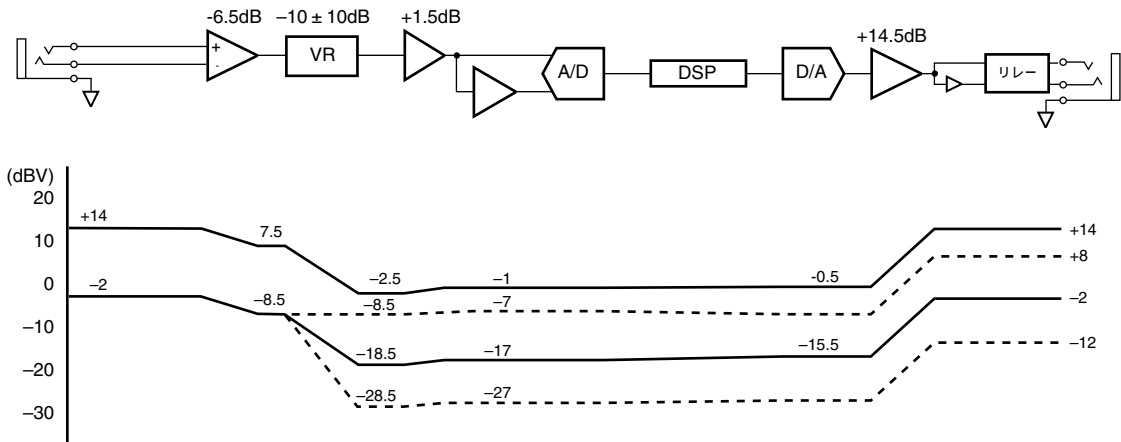 -6.5dB –10 ± 10dB +1.5dB +14.5dB
+ VR A/D DSP D/A リレー
-
(dBV)
20
+14 +14
10 7.5 +8
0 –2.5 –1 -0.5
–2 –8.5 –8.5 –7 –2
–10
–18.5 –17 –15.5 –12
–20
–28.5 –27
–30